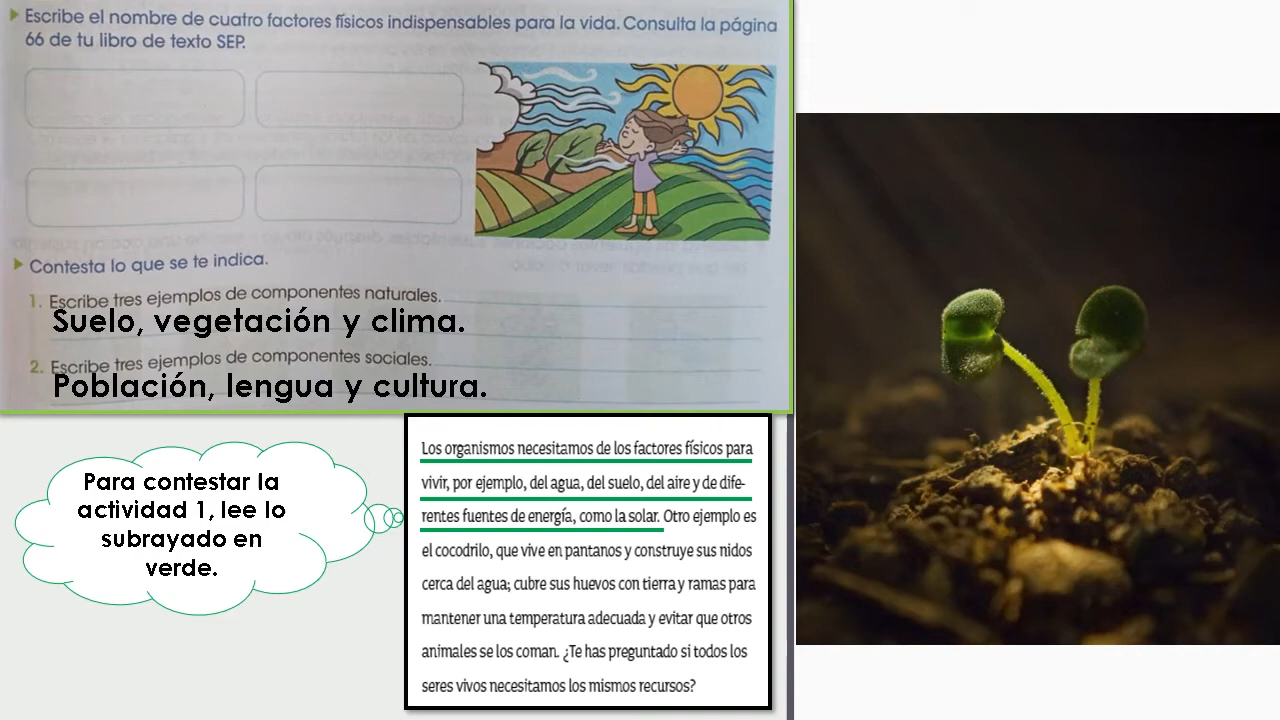 Escribe el nombre de cuatro factores físicos indispensables para la vida. Consulta la página
66 de tu libro de texto SEP.
Contesta lo que se te indica.
1. Escribe tres ejemplos de componentes naturales.
Suelo, vegetación y clima.
2. Escribe tres ejemplos de componentes sociales.
Población, lengua y cultura.
Para contestar la
actividad 1, lee lo
subrayado en
verde.
Los organismos necesitamos de los factores físicos para
vivir, por ejemplo, del agua, del suelo, del aire y de dife-
rentes fuentes de energía, como la solar. Otro ejemplo es
el cocodrilo, que vive en pantanos y construye sus nidos
cerca del agua; cubre sus huevos con tierra y ramas para
mantener una temperatura adecuada y evitar que otros
animales se los coman. ¿Te has preguntado si todos los
seres vivos necesitamos los mismos recursos?